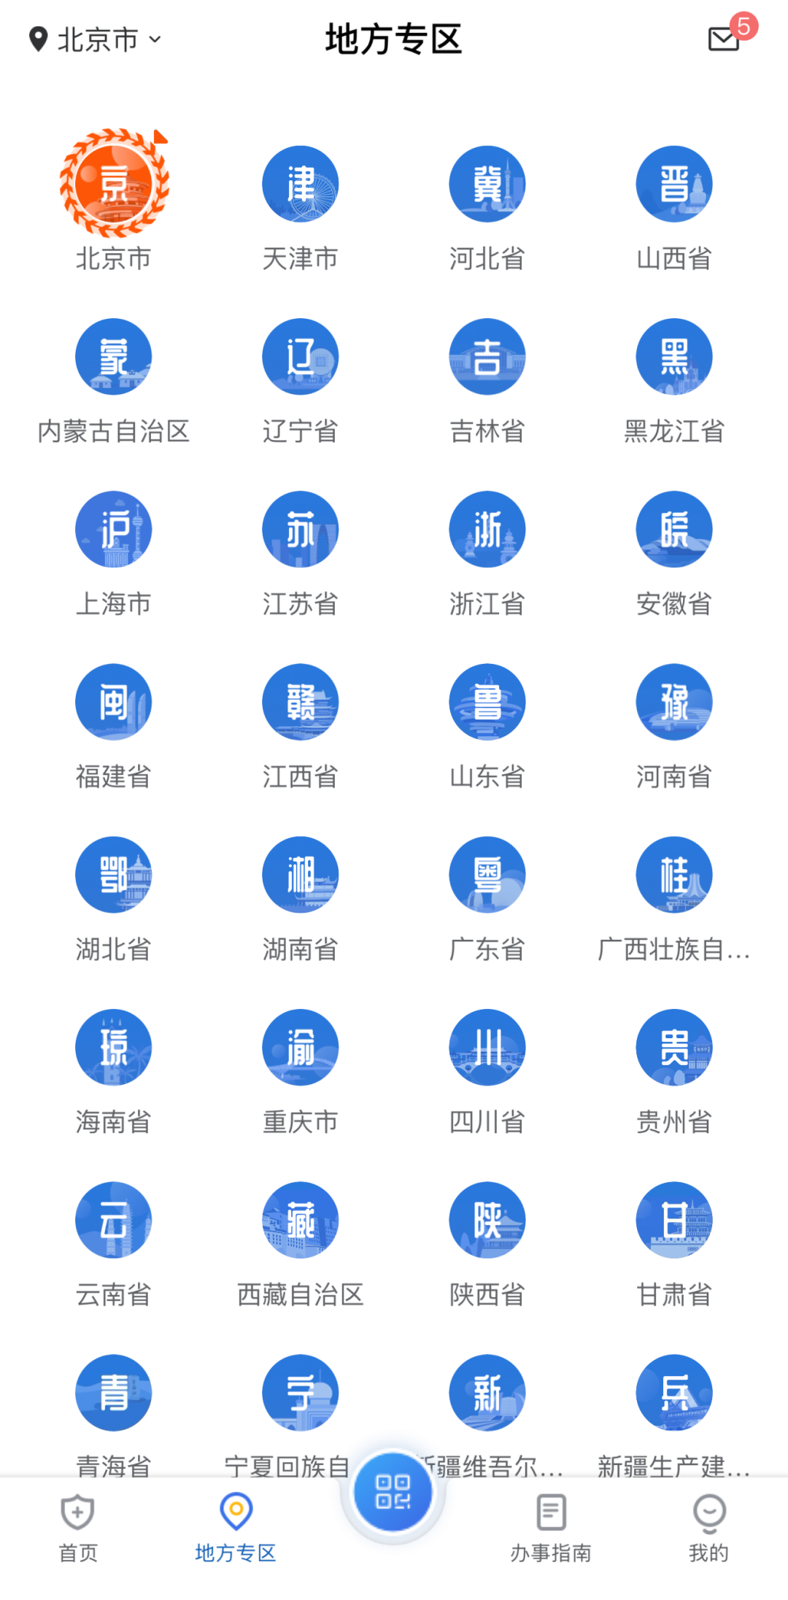 北京市
地方专区
5
京 津 冀 晋
北京市 天津市 河北省 山西省
蒙 辽 吉 黑
内蒙古自治区 辽宁省 吉林省 黑龙江省
沪 苏 浙 皖
上海市 江苏省 浙江省 安徽省
闽 赣 鲁 豫
福建省 江西省 山东省 河南省
鄂 湘 粤 桂
湖北省 湖南省 广东省 广西壮族自...
琼 渝 川 贵
海南省 重庆市 四川省 贵州省
云 藏 陕 甘
云南省 西藏自治区 陕西省 甘肃省
青 宁 新 兵
青海省 宁夏回族自 新疆维吾尔... 新疆生产建...
首页 地方专区 办事指南 我的